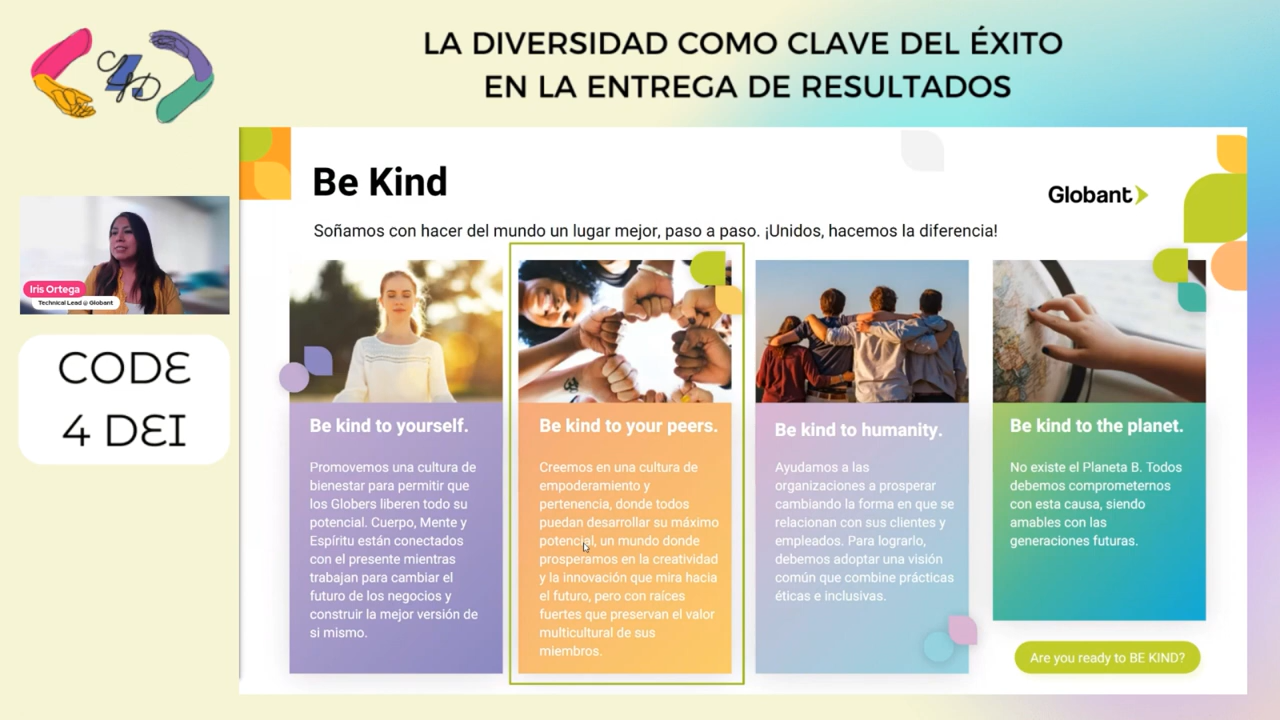 LA DIVERSIDAD COMO CLAVE DEL ÉXITO
EN LA ENTREGA DE RESULTADOS
Be Kind
Globant
Soñamos con hacer del mundo un lugar mejor, paso a paso. ¡Unidos, hacemos la diferencia!
Iris Ortega
Technical Lead @ Globant
CODE
4 DEI
Be kind to yourself.
Promovemos una cultura de
bienestar para permitir que
los Globers liberen todo su
potencial. Cuerpo, Mente y
Espíritu están conectados
con el presente mientras
trabajan para cambiar el
futuro de los negocios y
construir la mejor versión de
si mismo.
Be kind to your peers.
Creemos en una cultura de
empoderamiento y
pertenencia, donde todos
puedan desarrollar su máximo
potencial, un mundo donde
prosperamos en la creatividad
y la innovación que mira hacia
el futuro, pero con raíces
fuertes que preservan el valor
multicultural de sus
miembros.
Be kind to humanity.
Ayudamos a las
organizaciones a prosperar
cambiando la forma en que se
relacionan con sus clientes y
empleados. Para lograrlo,
debemos adoptar una visión
común que combine prácticas
éticas e inclusivas.
Be kind to the planet.
No existe el Planeta B. Todos
debemos comprometernos
con esta causa, siendo
amables con las
generaciones futuras.
Are you ready to BE KIND?